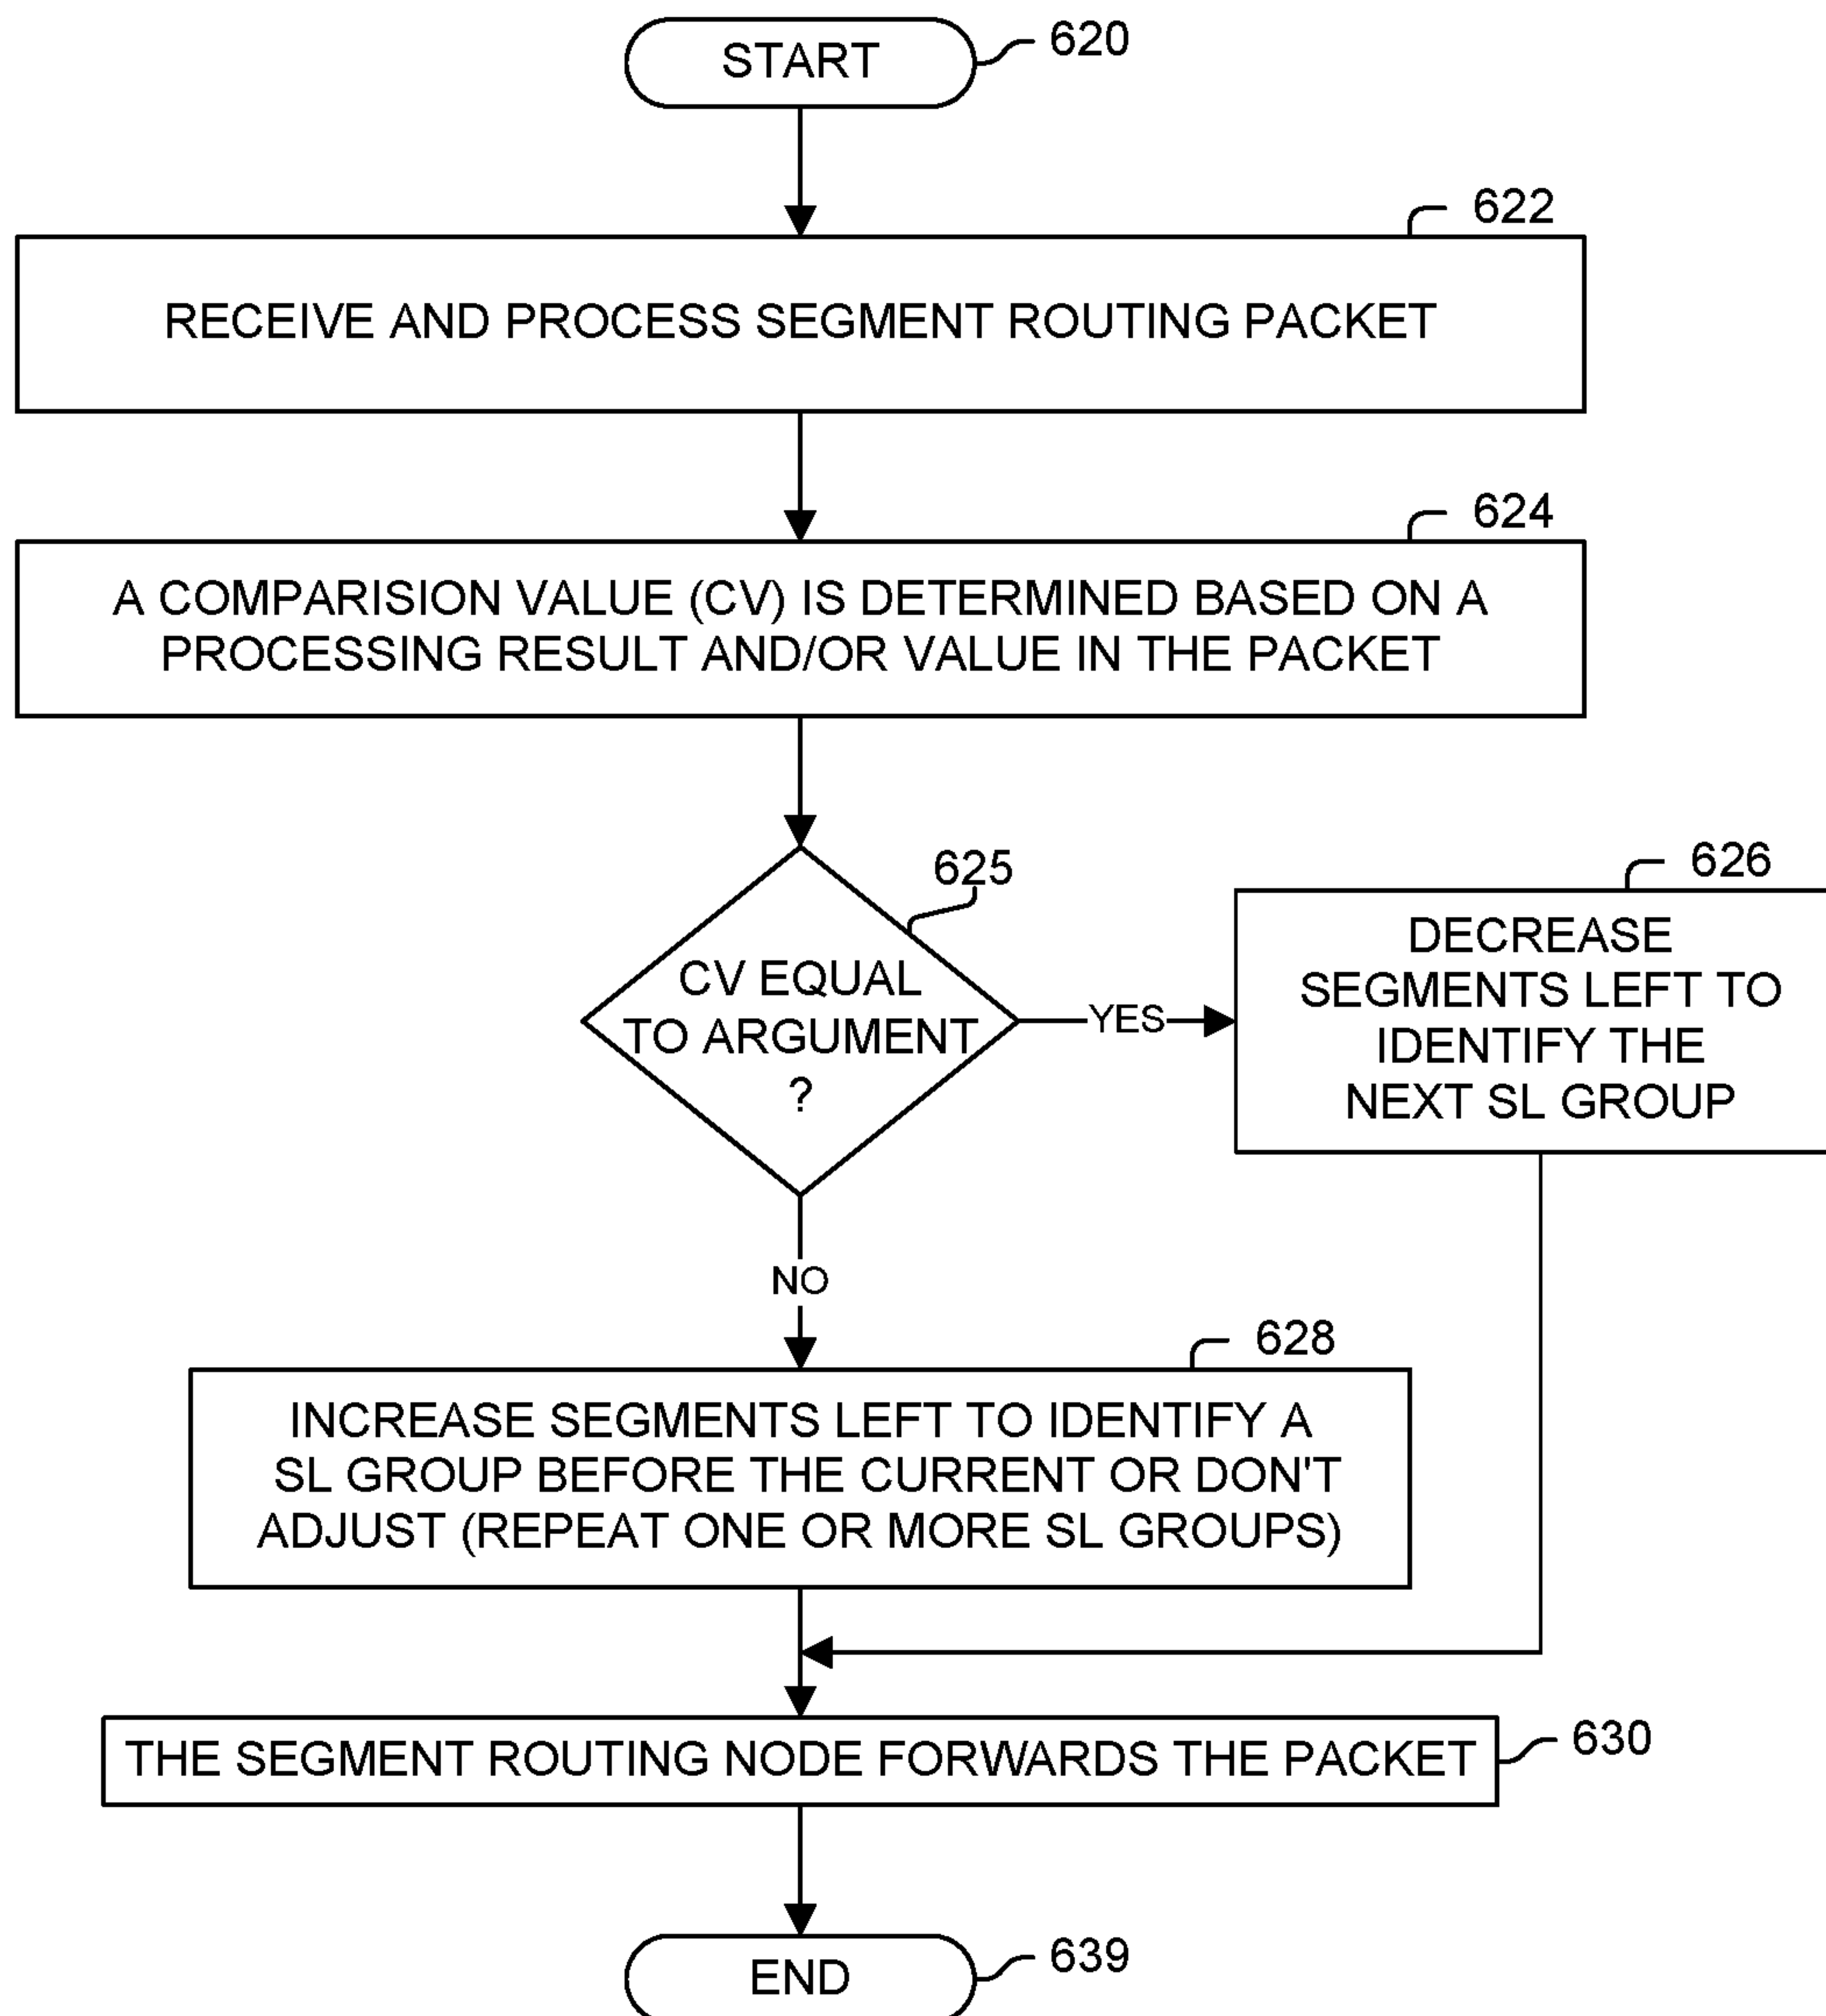 START
620
622
RECEIVE AND PROCESS SEGMENT ROUTING PACKET
624
A COMPARISION VALUE (CV) IS DETERMINED BASED ON A
PROCESSING RESULT AND/OR VALUE IN THE PACKET
625
CV EQUAL
TO ARGUMENT
?
YES
626
DECREASE
SEGMENTS LEFT TO
IDENTIFY THE
NEXT SL GROUP
NO
628
INCREASE SEGMENTS LEFT TO IDENTIFY A
SL GROUP BEFORE THE CURRENT OR DON'T
ADJUST (REPEAT ONE OR MORE SL GROUPS)
THE SEGMENT ROUTING NODE FORWARDS THE PACKET
630
END
639